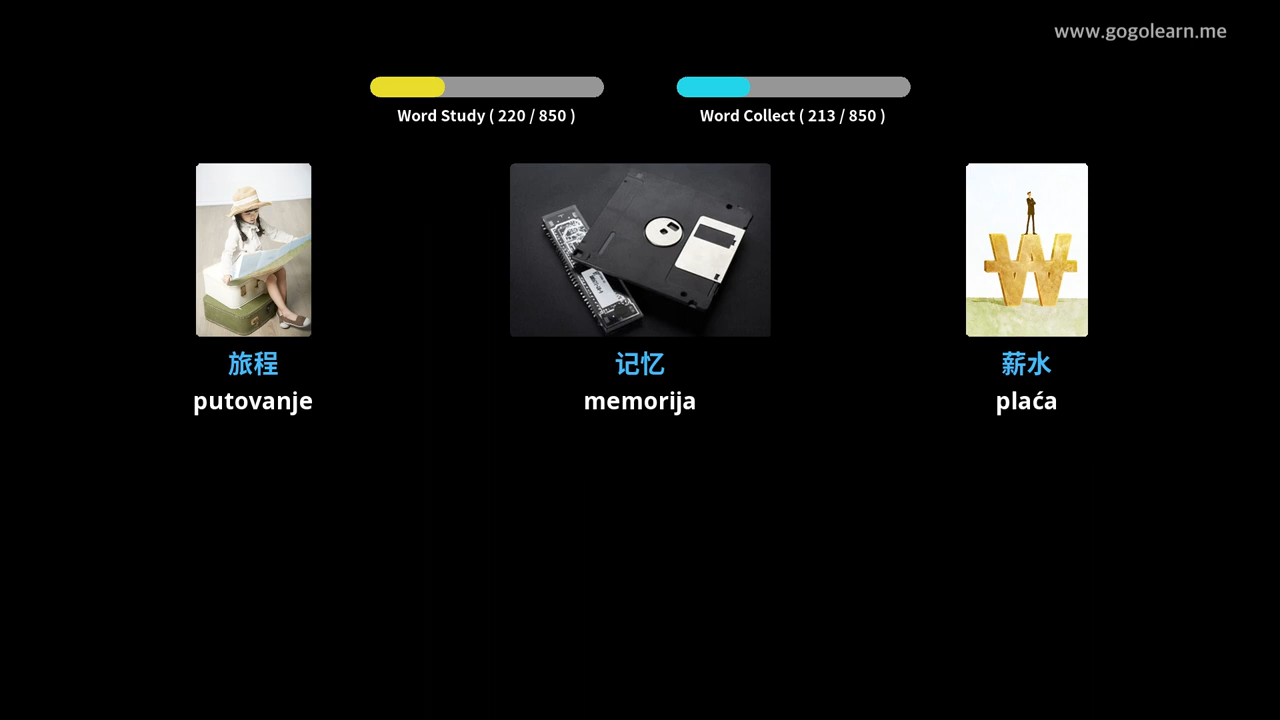 www.gogolearn.me
Word Study ( 220 / 850 )
Word Collect ( 213 / 850 )
旅程
putovanje
记忆
memorija
薪水
plaća